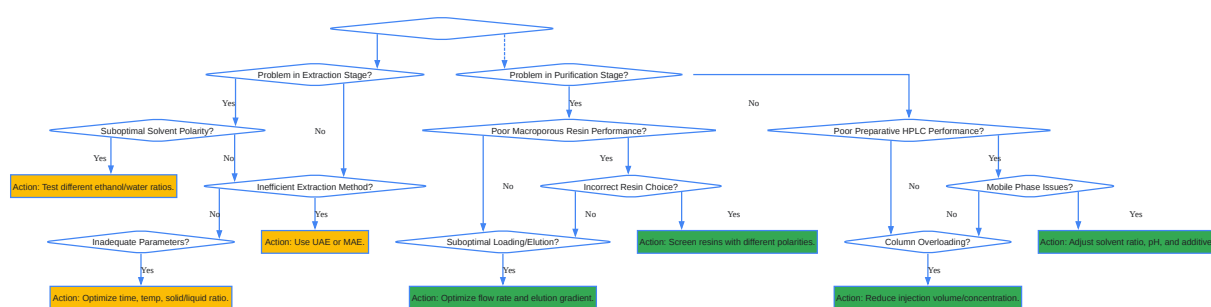 Problem in Extraction Stage?
Problem in Purification Stage?
Yes
Yes
No
Suboptimal Solvent Polarity?
No
Poor Macroporous Resin Performance?
Poor Preparative HPLC Performance?
Yes
No
Yes
Yes
Action: Test different ethanol/water ratios.
Inefficient Extraction Method?
No
Incorrect Resin Choice?
No
Mobile Phase Issues?
No
Yes
No
Yes
No
Yes
Inadequate Parameters?
Action: Use UAE or MAE.
Suboptimal Loading/Elution?
Action: Screen resins with different polarities.
Column Overloading?
Action: Adjust solvent ratio, pH, and additive
Yes
Yes
Yes
Action: Optimize time, temp, solid/liquid ratio.
Action: Optimize flow rate and elution gradient.
Action: Reduce injection volume/concentration.